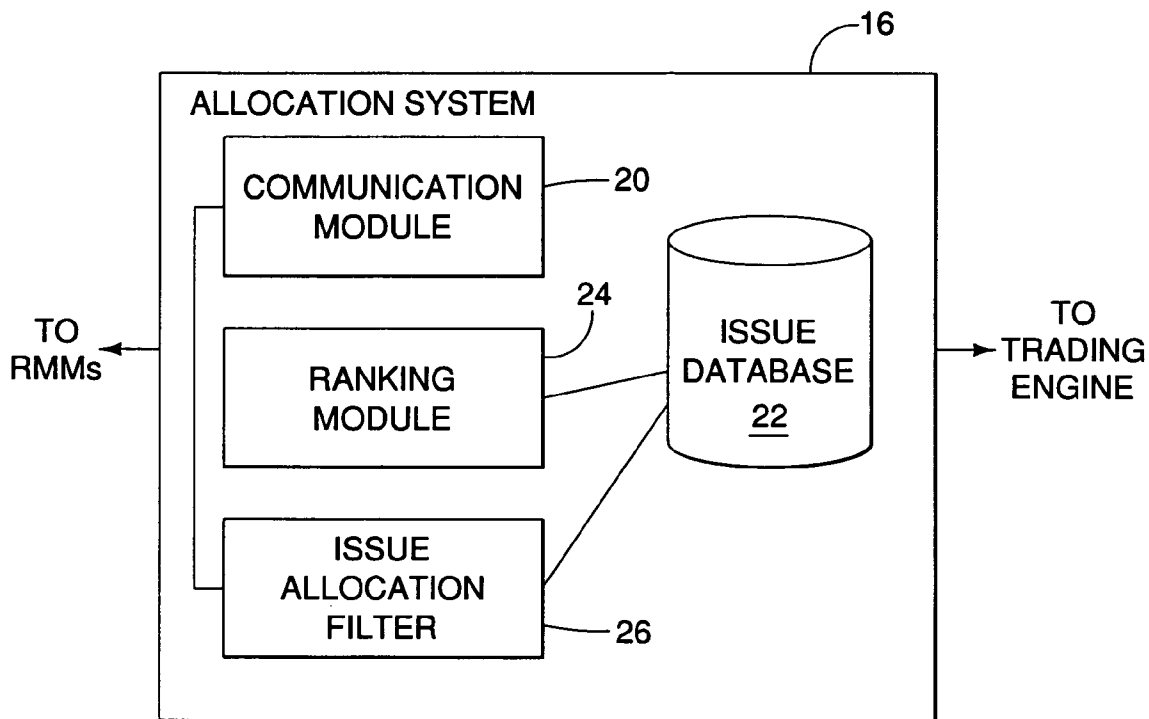 16
ALLOCATION SYSTEM
COMMUNICATION
MODULE
20
24
RANKING
MODULE
ISSUE
DATABASE
22
ISSUE
ALLOCATION
FILTER
26
TO
RMMs
TO
TRADING
ENGINE